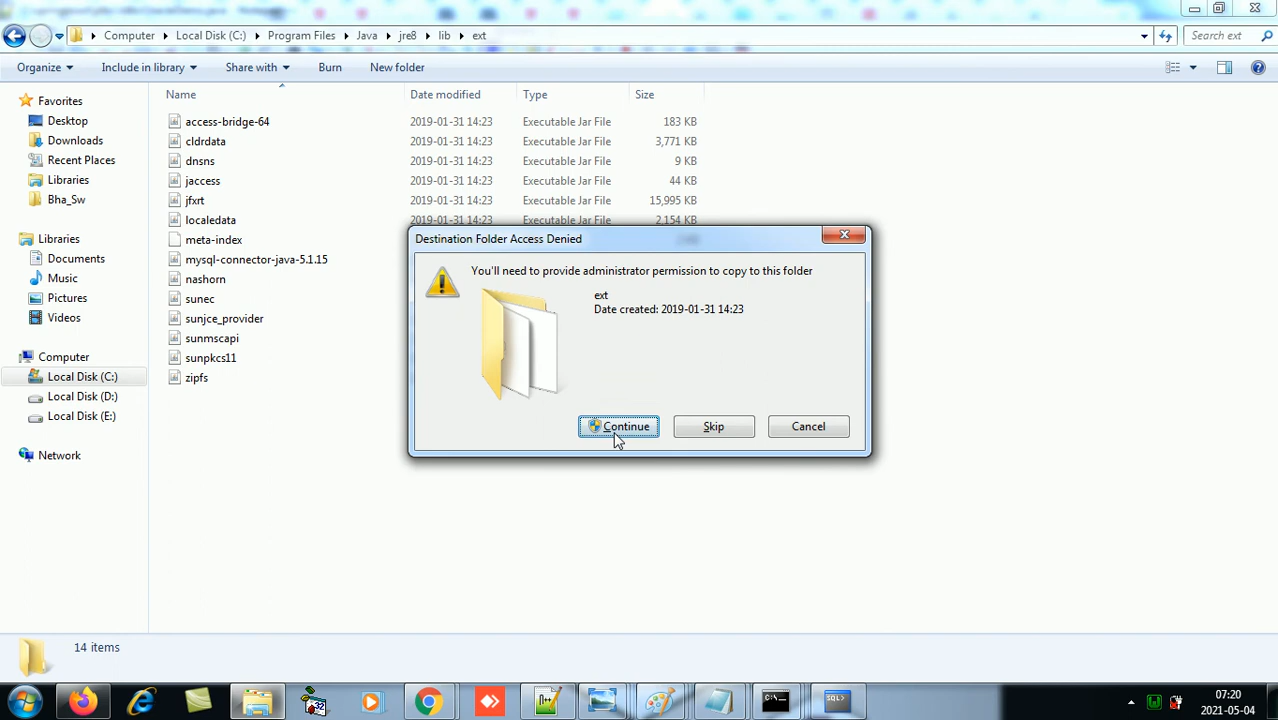 Computer Local Disk (C:) Program Files Java jre8 lib ext Search ext
Organize Include in library Share with Burn New folder
Name Date modified Type Size
Favorites
Desktop
Downloads
Recent Places
Libraries
Bha_Sw
Libraries
Documents
Music
Pictures
Videos
Computer
Local Disk (C:)
Local Disk (D:)
Local Disk (E:)
Network
access-bridge-64 2019-01-31 14:23 Executable Jar File 183 KB
cldrdata 2019-01-31 14:23 Executable Jar File 3,771 KB
dnsns 2019-01-31 14:23 Executable Jar File 9 KB
jaccess 2019-01-31 14:23 Executable Jar File 44 KB
jfxrt 2019-01-31 14:23 Executable Jar File 15,995 KB
localedata 2019-01-31 14:23 Executable Jar File 2,154 KB
meta-index
mysql-connector-java-5.1.15
nashorn
sunec
sunjce_provider
sunmscapi
sunpkcs11
zipfs
Destination Folder Access Denied
You'll need to provide administrator permission to copy to this folder
ext
Date created: 2019-01-31 14:23
Continue Skip Cancel
14 items
32
N++
C:\
SQL>
07:20
2021-05-04